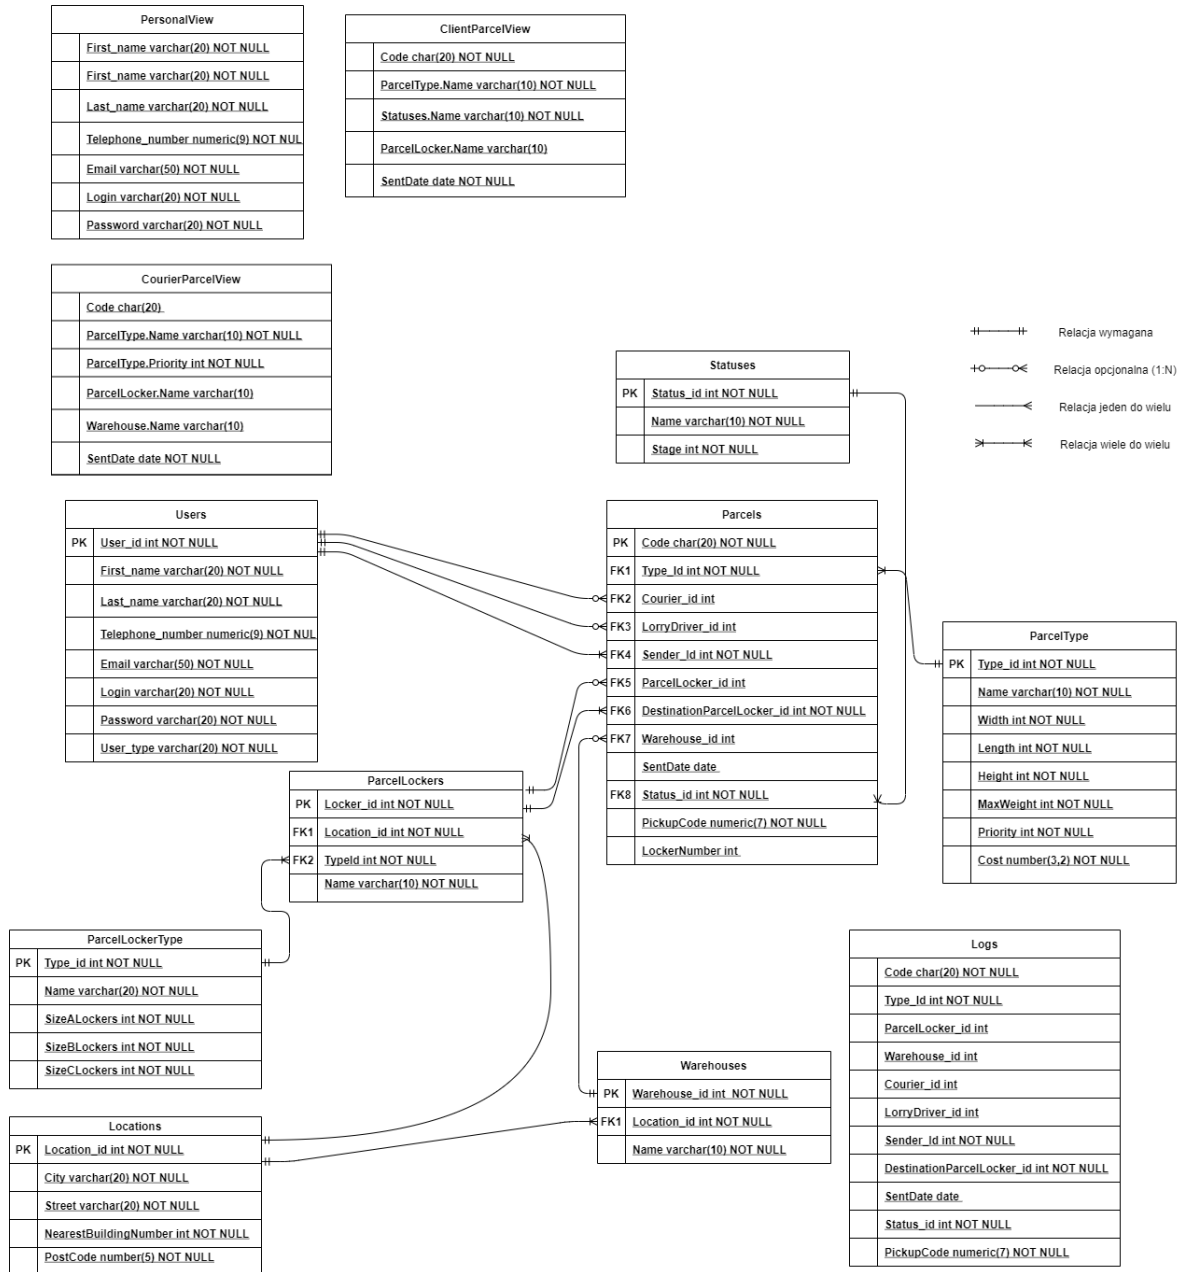 PersonalView
First_name varchar(20) NOT NULL
First_name varchar(20) NOT NULL
Last_name varchar(20) NOT NULL
Telephone_number numeric(9) NOT NUL
Email varchar(50) NOT NULL
Login varchar(20) NOT NULL
Password varchar(20) NOT NULL
ClientParcelView
Code char(20) NOT NULL
ParcelType.Name varchar(10) NOT NULL
Statuses.Name varchar(10) NOT NULL
ParcelLocker.Name varchar(10)
SentDate date NOT NULL
CourierParcelView
Code char(20)
ParcelType.Name varchar(10) NOT NULL
ParcelType.Priority int NOT NULL
ParcelLocker.Name varchar(10)
Warehouse.Name varchar(10)
SentDate date NOT NULL
Relacja wymagana
Relacja opcjonalna (1:N)
Relacja jeden do wielu
Relacja wiele do wielu
Statuses
PK Status_id int NOT NULL
Name varchar(10) NOT NULL
Stage int NOT NULL
Users
PK User_id int NOT NULL
First_name varchar(20) NOT NULL
Last_name varchar(20) NOT NULL
Telephone_number numeric(9) NOT NUL
Email varchar(50) NOT NULL
Login varchar(20) NOT NULL
Password varchar(20) NOT NULL
User_type varchar(20) NOT NULL
Parcels
PK Code char(20) NOT NULL
FK1 Type_Id int NOT NULL
FK2 Courier_id int
FK3 LorryDriver_id int
FK4 Sender_Id int NOT NULL
FK5 ParcelLocker_id int
FK6 DestinationParcelLocker_id int NOT NULL
FK7 Warehouse_id int
SentDate date
FK8 Status_id int NOT NULL
PickupCode numeric(7) NOT NULL
LockerNumber int
ParcelType
PK Type_id int NOT NULL
Name varchar(10) NOT NULL
Width int NOT NULL
Length int NOT NULL
Height int NOT NULL
MaxWeight int NOT NULL
Priority int NOT NULL
Cost number(3,2) NOT NULL
ParcelLockers
PK Locker_id int NOT NULL
FK1 Location_id int NOT NULL
FK2 TypeId int NOT NULL
Name varchar(10) NOT NULL
ParcelLockerType
PK Type_id int NOT NULL
Name varchar(20) NOT NULL
SizeALockers int NOT NULL
SizeBLockers int NOT NULL
SizeCLockers int NOT NULL
Locations
PK Location_id int NOT NULL
City varchar(20) NOT NULL
Street varchar(20) NOT NULL
NearestBuildingNumber int NOT NULL
PostCode number(5) NOT NULL
Warehouses
PK Warehouse_id int NOT NULL
FK1 Location_id int NOT NULL
Name varchar(10) NOT NULL
Logs
Code char(20) NOT NULL
Type_Id int NOT NULL
ParcelLocker_id int
Warehouse_id int
Courier_id int
LorryDriver_id int
Sender_Id int NOT NULL
DestinationParcelLocker_id int NOT NULL
SentDate date
Status_id int NOT NULL
PickupCode numeric(7) NOT NULL